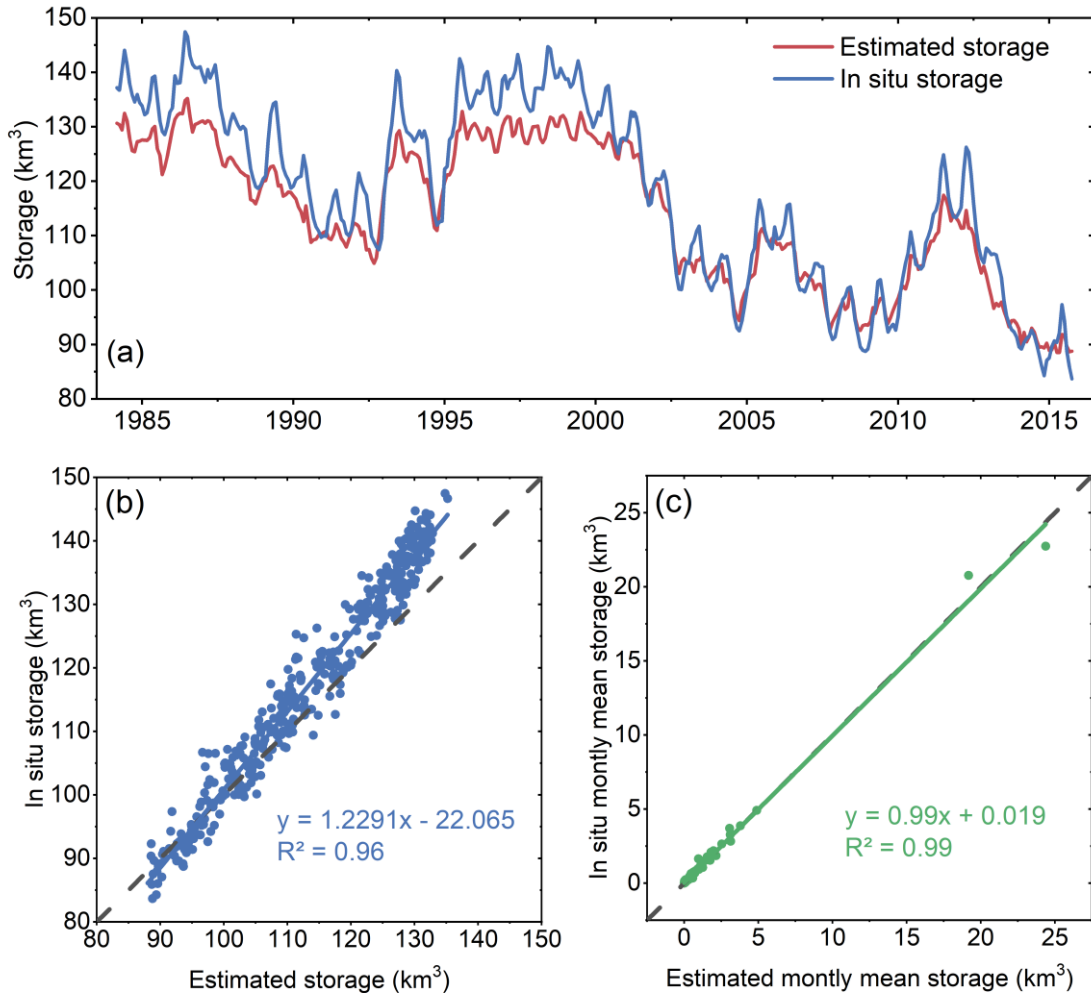 150
140
130
120
110
100
90
80
Storage (km³)
Estimated storage
In situ storage
(a)
1985 1990 1995 2000 2005 2010 2015
150
140
130
120
110
100
90
80
In situ storage (km³)
(b)
y = 1.2291x - 22.065
R² = 0.96
80 90 100 110 120 130 140 150
Estimated storage (km³)
25
20
15
10
5
0
In situ montly mean storage (km³)
(c)
y = 0.99x + 0.019
R² = 0.99
0 5 10 15 20 25
Estimated montly mean storage (km³)